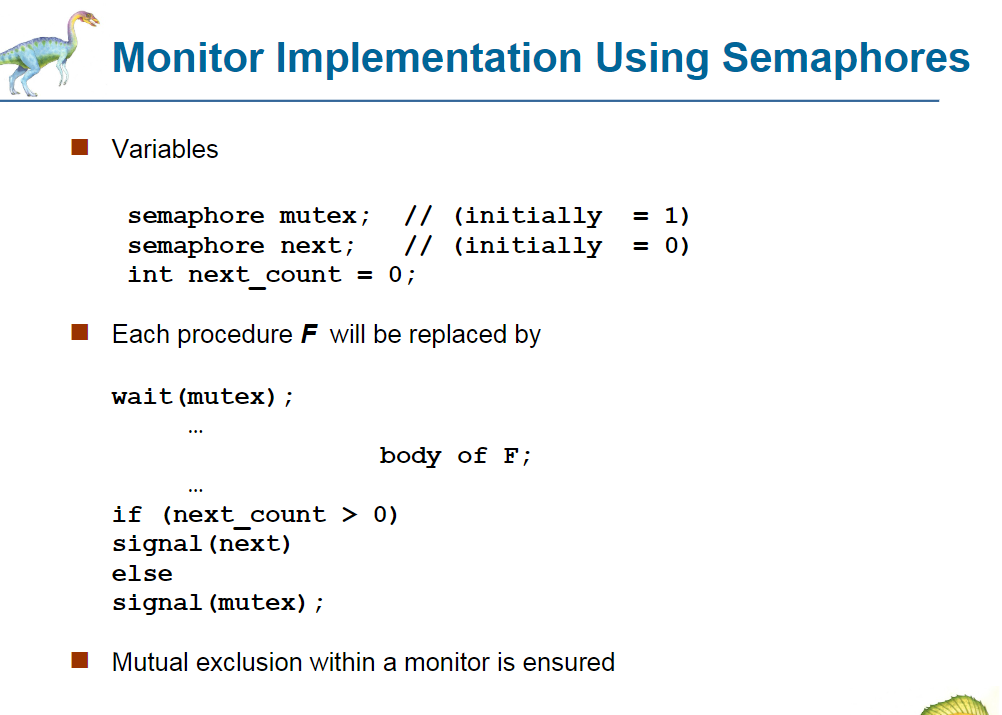 Monitor Implementation Using Semaphores
Variables
semaphore mutex;  // (initially  = 1)
semaphore next;   // (initially  = 0)
int next_count = 0;
Each procedure F will be replaced by
wait(mutex);
…
body of F;
…
if (next_count > 0)
signal(next)
else
signal(mutex);
Mutual exclusion within a monitor is ensured